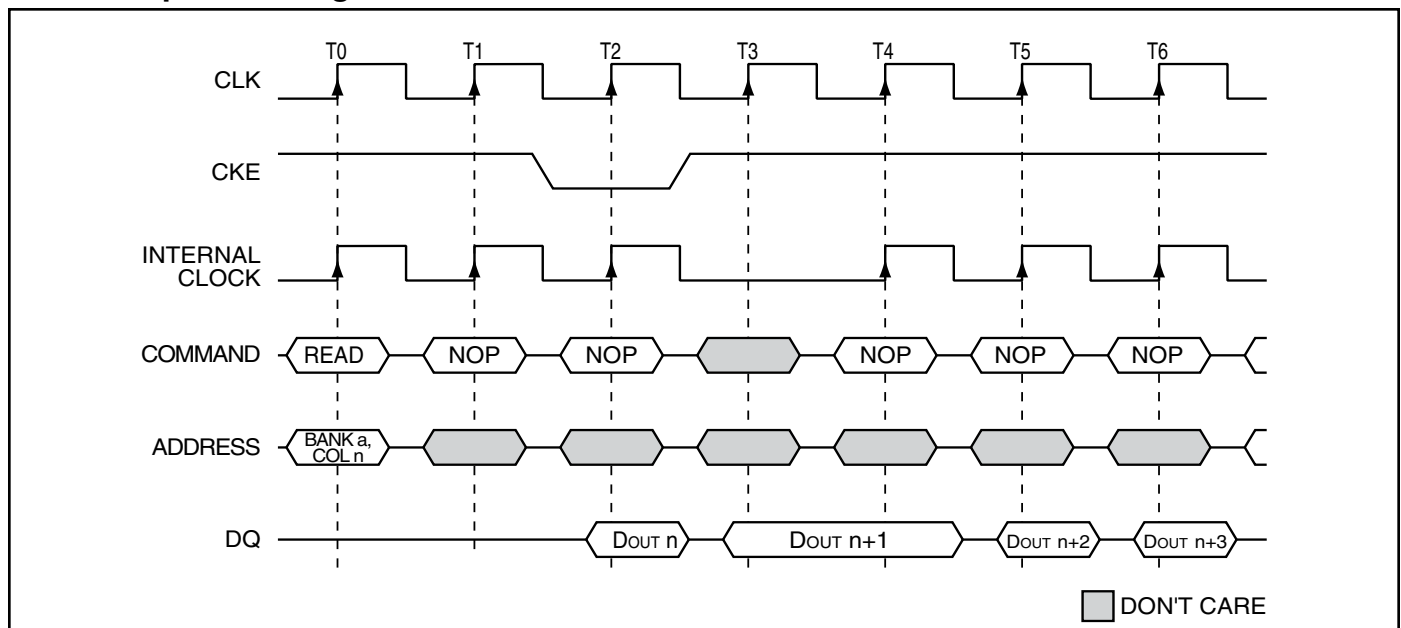 T0 T1 T2 T3 T4 T5 T6
CLK
CKE
INTERNAL
CLOCK
COMMAND READ NOP NOP NOP NOP NOP
ADDRESS BANK a,
COL n
DQ DOUT n DOUT n+1 DOUT n+2 DOUT n+3
DON'T CARE